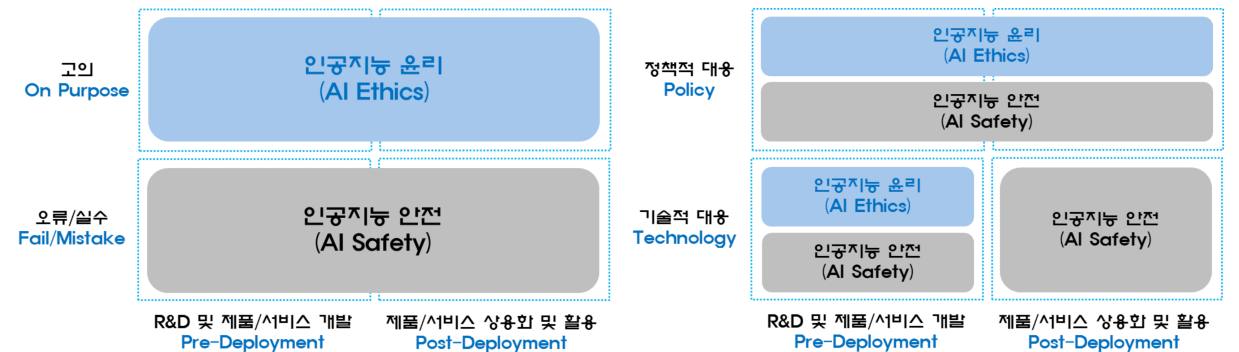 고의
On Purpose
인공지능 윤리
(AI Ethics)
오류/실수
Fail/Mistake
인공지능 안전
(AI Safety)
R&D 및 제품/서비스 개발
Pre-Deployment
제품/서비스 상용화 및 활용
Post-Deployment
정책적 대응
Policy
인공지능 윤리
(AI Ethics)
인공지능 안전
(AI Safety)
기술적 대응
Technology
인공지능 윤리
(AI Ethics)
인공지능 안전
(AI Safety)
인공지능 안전
(AI Safety)
R&D 및 제품/서비스 개발
Pre-Deployment
제품/서비스 상용화 및 활용
Post-Deployment